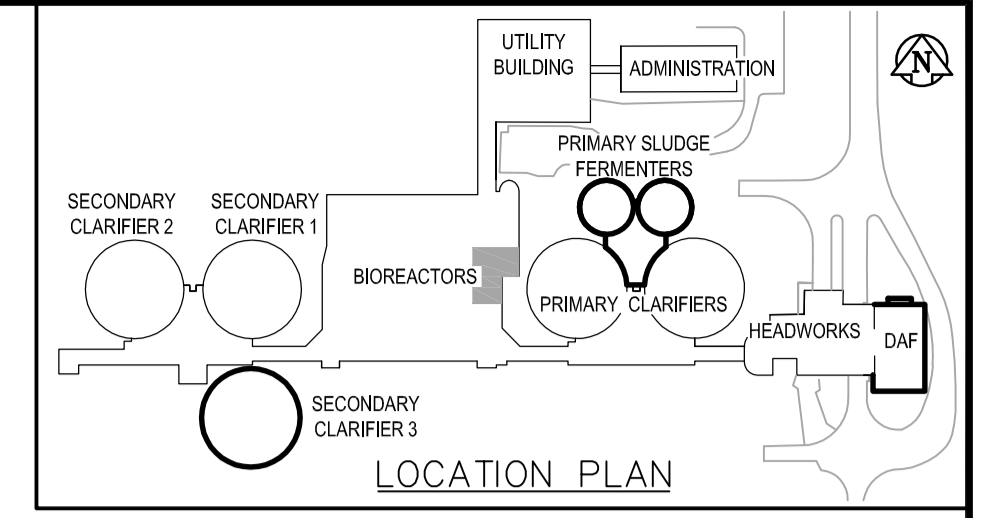 UTILITY
BUILDING
ADMINISTRATION
N
PRIMARY SLUDGE
FERMENTERS
SECONDARY
CLARIFIER 2
SECONDARY
CLARIFIER 1
BIOREACTORS
PRIMARY CLARIFIERS
HEADWORKS
DAF
SECONDARY
CLARIFIER 3
LOCATION PLAN